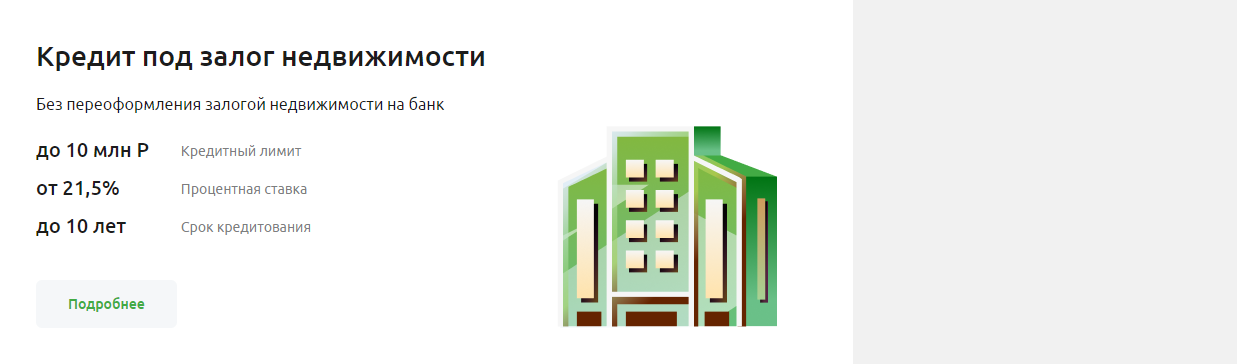 Кредит под залог недвижимости
Без переоформления залогой недвижимости на банк
до 10 млн Р Кредитный лимит
от 21,5% Процентная ставка
до 10 лет Срок кредитования
Подробнее